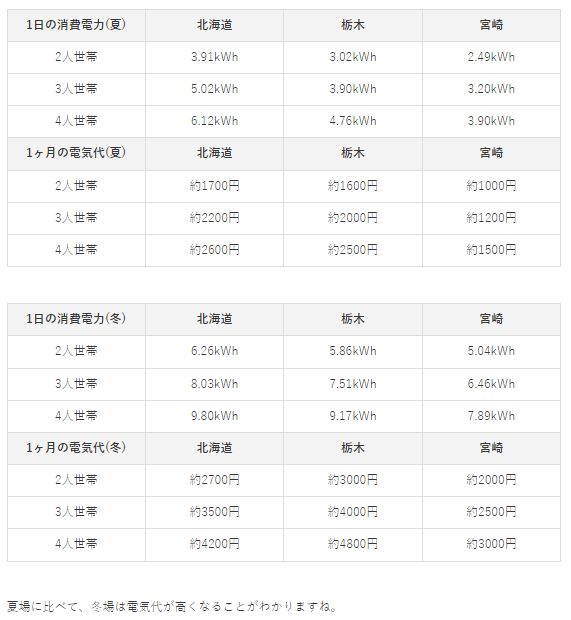 1日の消費電力(夏) 北海道 栃木 宮崎
2人世帯 3.91kWh 3.02kWh 2.49kWh
3人世帯 5.02kWh 3.90kWh 3.20kWh
4人世帯 6.12kWh 4.76kWh 3.90kWh
1ヶ月の電気代(夏) 北海道 栃木 宮崎
2人世帯 約1700円 約1600円 約1000円
3人世帯 約2200円 約2000円 約1200円
4人世帯 約2600円 約2500円 約1500円
1日の消費電力(冬) 北海道 栃木 宮崎
2人世帯 6.26kWh 5.86kWh 5.04kWh
3人世帯 8.03kWh 7.51kWh 6.46kWh
4人世帯 9.80kWh 9.17kWh 7.89kWh
1ヶ月の電気代(冬) 北海道 栃木 宮崎
2人世帯 約2700円 約3000円 約2000円
3人世帯 約3500円 約4000円 約2500円
4人世帯 約4200円 約4800円 約3000円
夏場に比べて、冬場は電気代が高くなることがわかりますね。